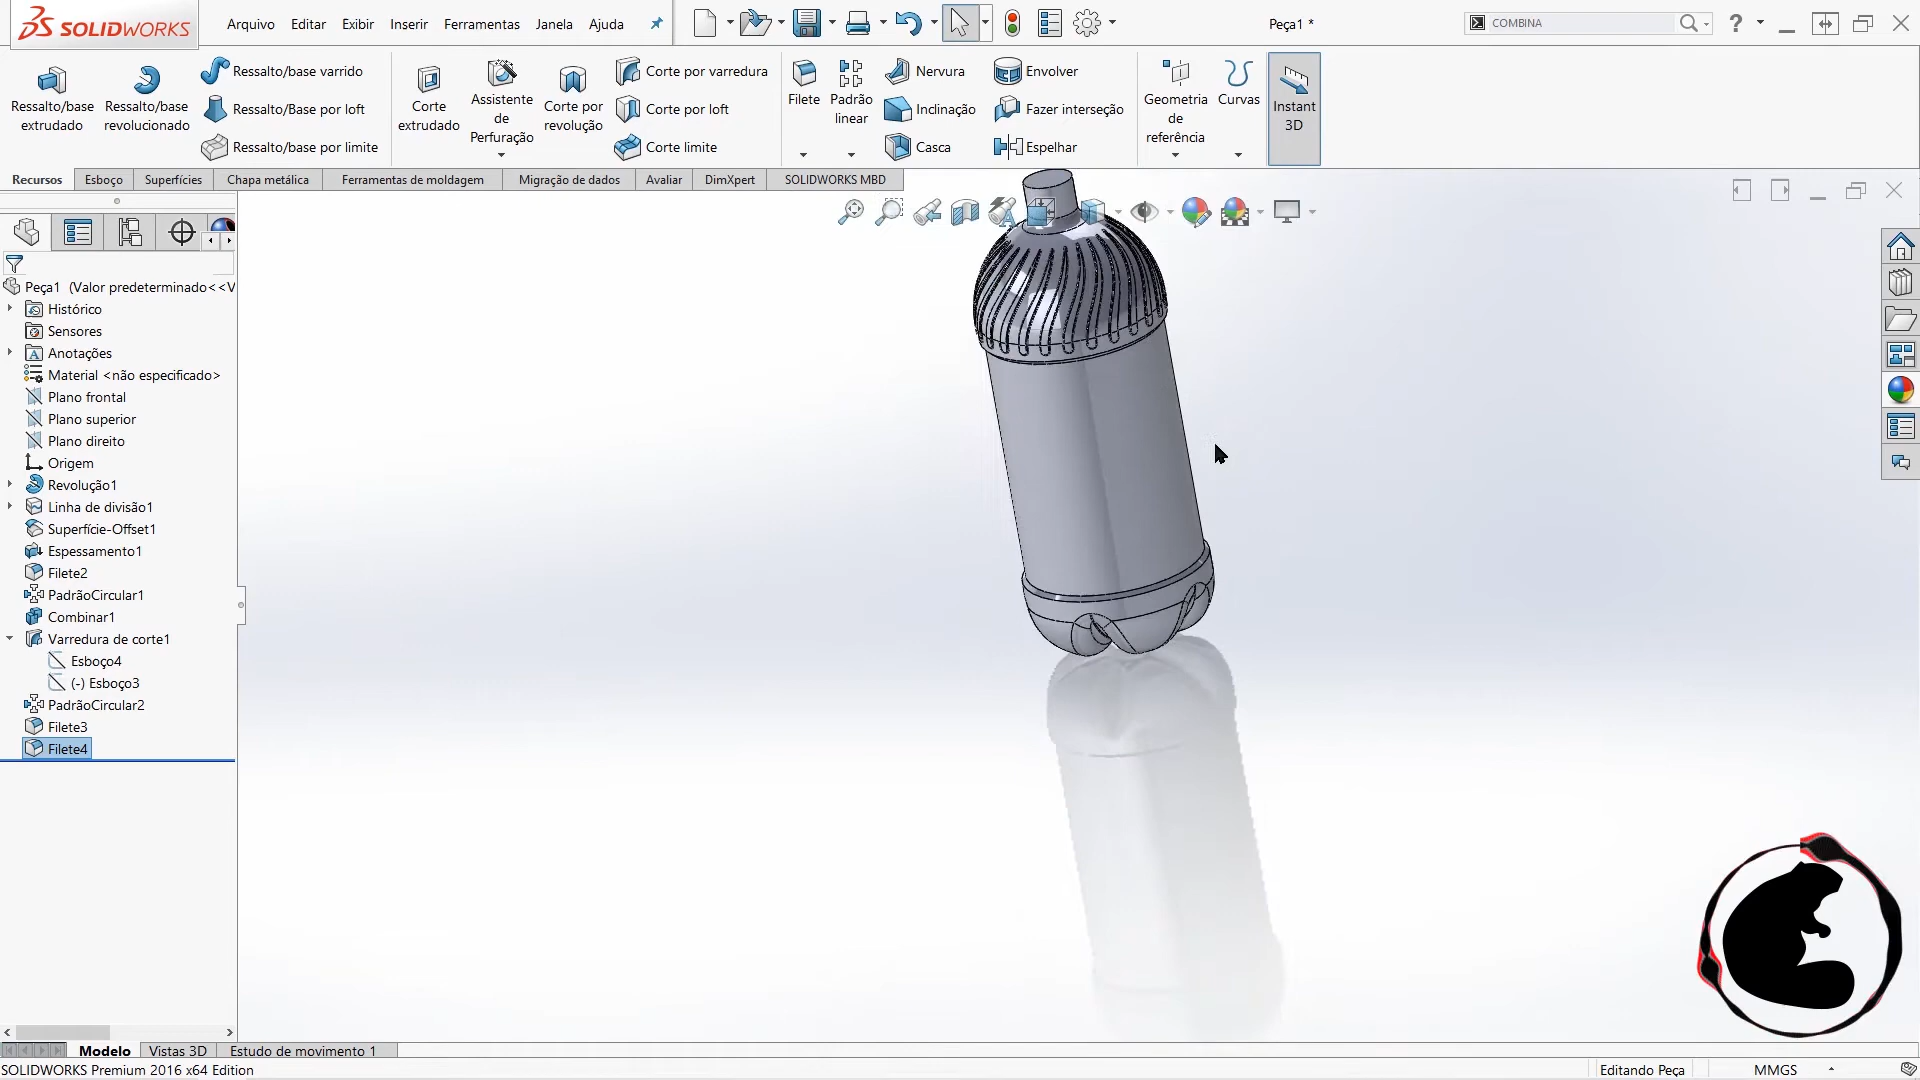 SOLIDWORKS
Arquivo Editar Exibir Inserir Ferramentas Janela Ajuda
Peça1 *
COMBINA
Ressalto/base extrudado
Ressalto/base revolucionado
Ressalto/base varrido
Ressalto/Base por loft
Ressalto/base por limite
Corte extrudado
Assistente de Perfuração
Corte por revolução
Corte por varredura
Corte por loft
Corte limite
Filete
Padrão linear
Nervura
Inclinação
Casca
Envolver
Fazer interseção
Espelhar
Geometria de referência
Curvas
Instant 3D
Recursos Esboço Superfícies Chapa metálica Ferramentas de moldagem Migração de dados Avaliar DimXpert SOLIDWORKS MBD
Peça1 (Valor predeterminado<<V
Histórico
Sensores
Anotações
Material <não especificado>
Plano frontal
Plano superior
Plano direito
Origem
Revolução1
Linha de divisão1
Superfície-Offset1
Espessamento1
Filete2
PadrãoCircular1
Combinar1
Varredura de corte1
Esboço4
(-) Esboço3
PadrãoCircular2
Filete3
Filete4
Modelo Vistas 3D Estudo de movimento 1
SOLIDWORKS Premium 2016 x64 Edition
Editando Peça
MMGS